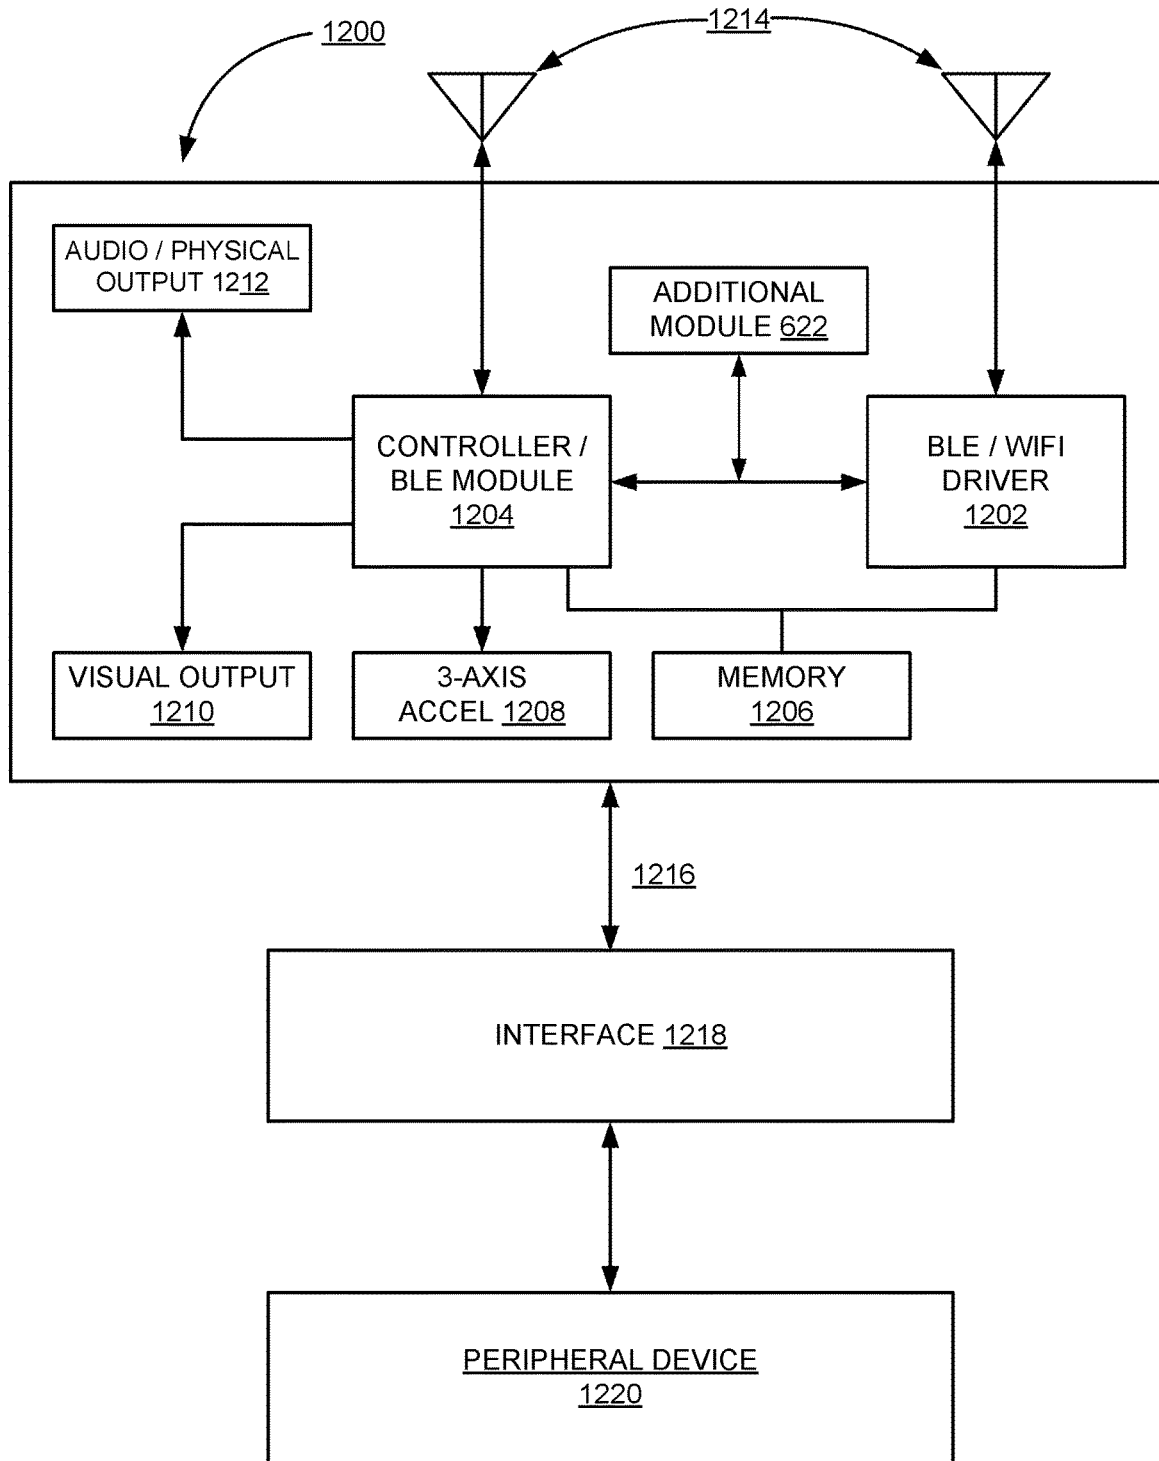 1200
1214
AUDIO / PHYSICAL
OUTPUT 1212
ADDITIONAL
MODULE 622
CONTROLLER /
BLE MODULE
1204
BLE / WIFI
DRIVER
1202
VISUAL OUTPUT
1210
3-AXIS
ACCEL 1208
MEMORY
1206
1216
INTERFACE 1218
PERIPHERAL DEVICE
1220